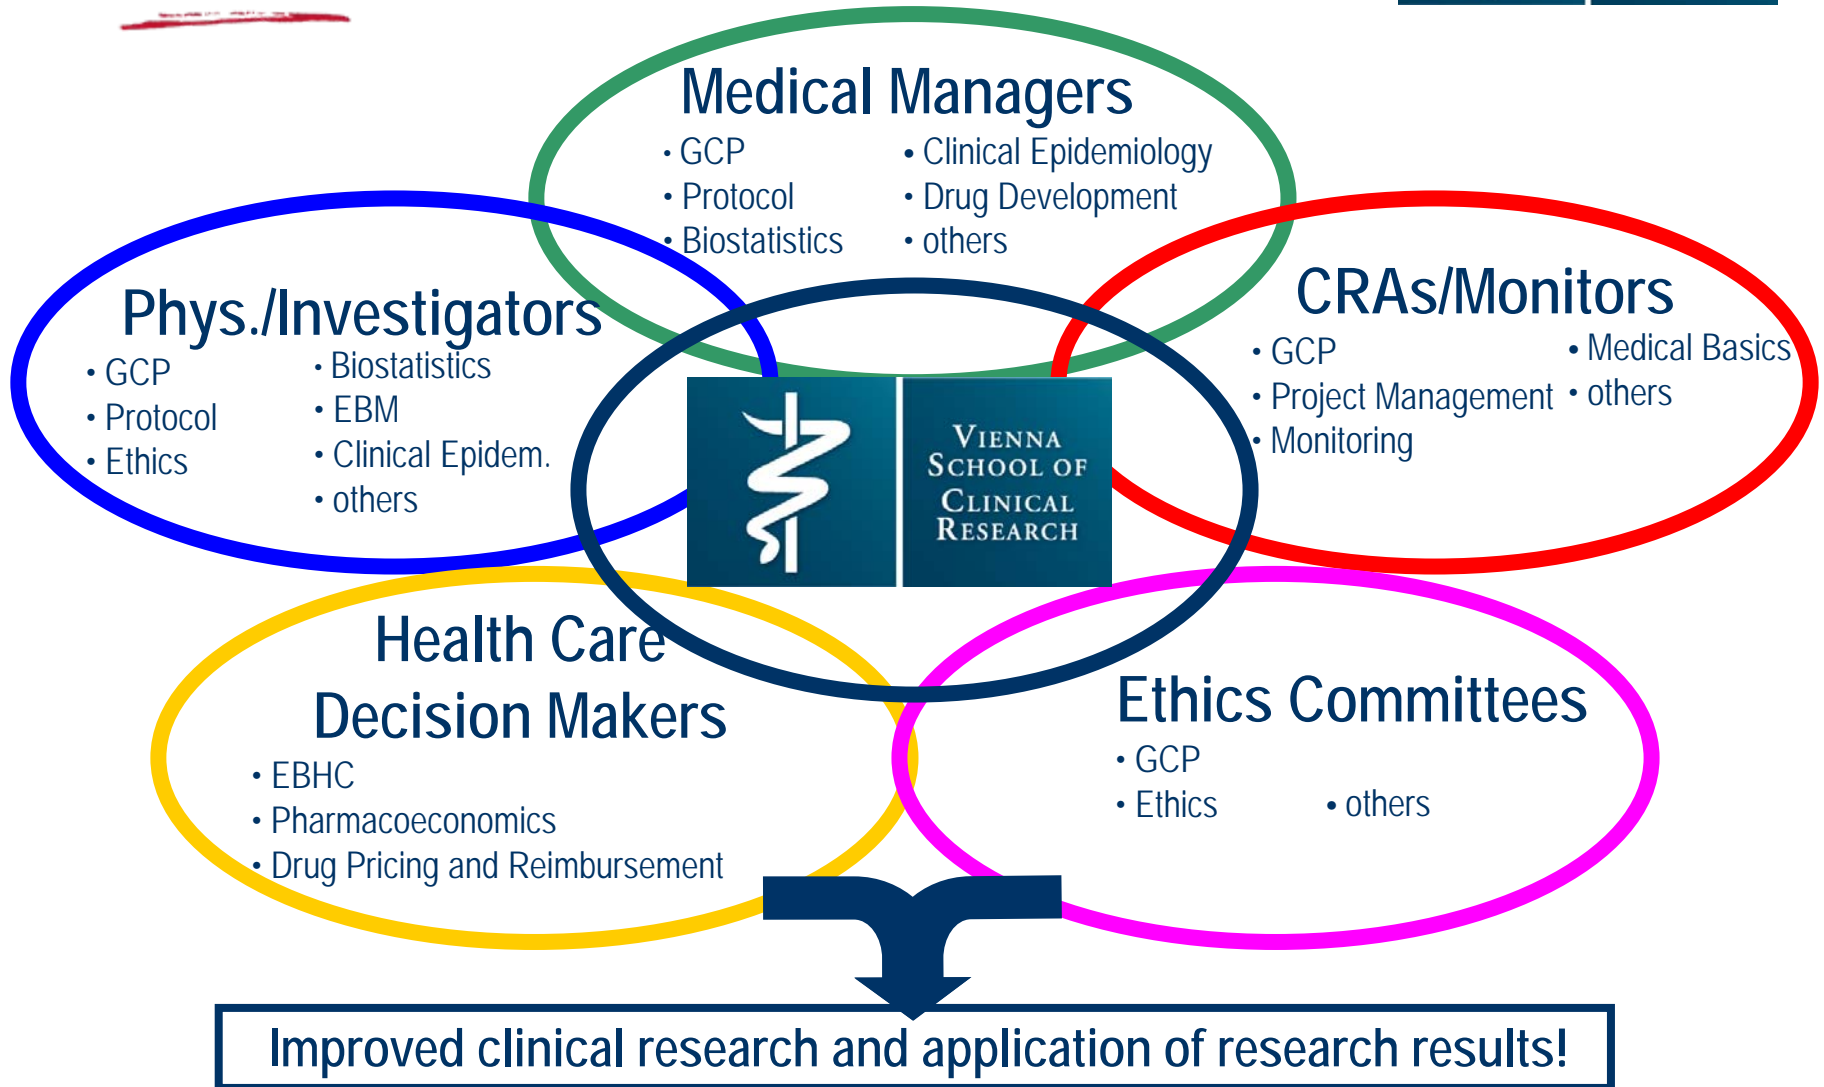 Medical Managers
• GCP
• Protocol
• Biostatistics
• Clinical Epidemiology
• Drug Development
• others
Phys./Investigators
• GCP
• Protocol
• Ethics
• Biostatistics
• EBM
• Clinical Epidem.
• others
CRAs/Monitors
• GCP
• Project Management
• Monitoring
• Medical Basics
• others
VIENNA
SCHOOL OF
CLINICAL
RESEARCH
Health Care
Decision Makers
• EBHC
• Pharmacoeconomics
• Drug Pricing and Reimbursement
Ethics Committees
• GCP
• Ethics
• others
Improved clinical research and application of research results!